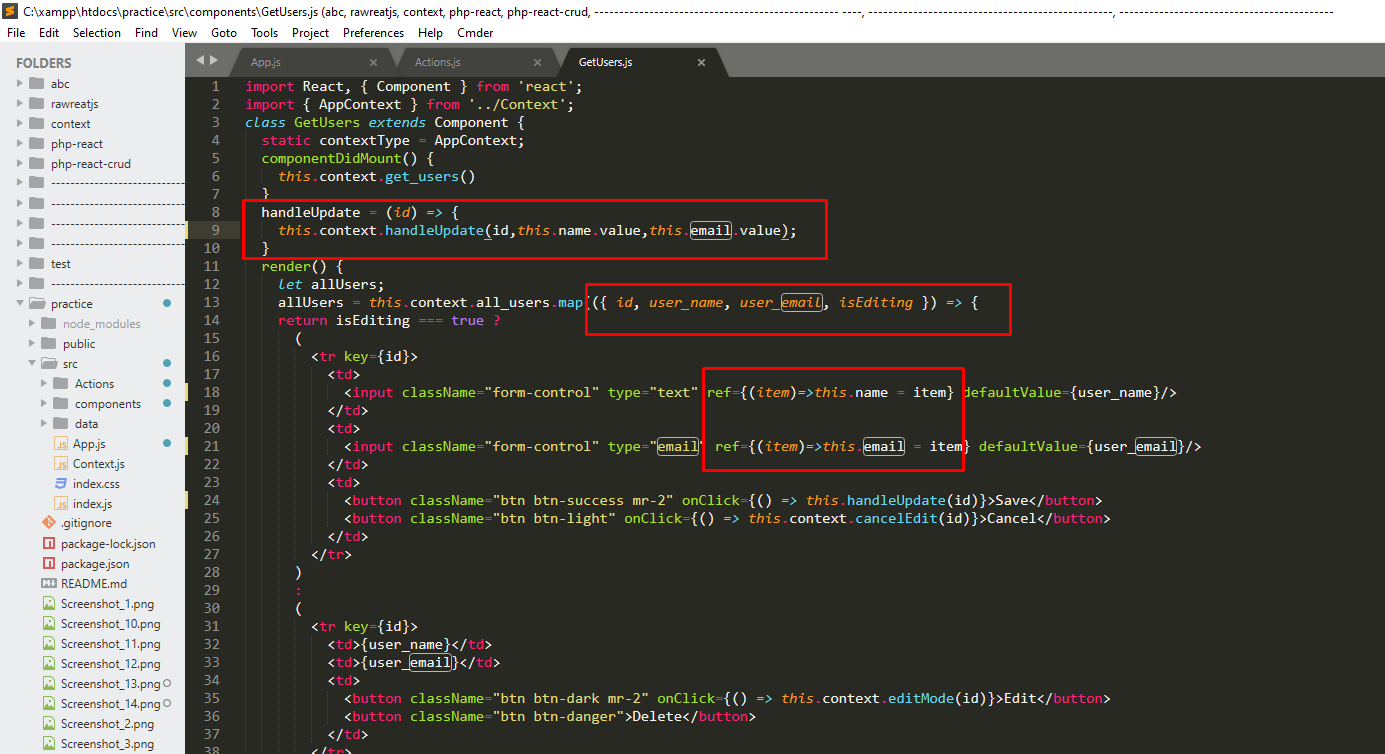 C:\xampp\htdocs\practice\src\components\GetUsers.js (abc, rawreatjs, context, php-react, php-react-crud, 
File Edit Selection Find View Goto Tools Project Preferences Help Cmder
FOLDERS
abc
rawreatjs
context
php-react
php-react-crud
test
practice
node_modules
public
src
Actions
components
data
App.js
Context.js
index.css
index.js
.gitignore
package-lock.json
package.json
README.md
Screenshot_1.png
Screenshot_10.png
Screenshot_11.png
Screenshot_12.png
Screenshot_13.png
Screenshot_14.png
Screenshot_2.png
Screenshot_3.png
App.js × Actions.js × GetUsers.js ×
1 import React, { Component } from 'react';
2 import { AppContext } from '../Context';
3 class GetUsers extends Component {
4 static contextType = AppContext;
5 componentDidMount() {
6 this.context.get_users()
7 }
8 handleUpdate = (id) => {
9 this.context.handleUpdate(id,this.name.value,this.email.value);
10 }
11 render() {
12 let allUsers;
13 allUsers = this.context.all_users.map(({ id, user_name, user_email, isEditing }) => {
14 return isEditing === true ?
15 (
16 <tr key={id}>
17 <td>
18 <input className="form-control" type="text" ref={(item)=>this.name = item} defaultValue={user_name}/>
19 </td>
20 <td>
21 <input className="form-control" type="email" ref={(item)=>this.email = item} defaultValue={user_email}/>
22 </td>
23 <td>
24 <button className="btn btn-success mr-2" onClick={() => this.handleUpdate(id)}>Save</button>
25 <button className="btn btn-light" onClick={() => this.context.cancelEdit(id)}>Cancel</button>
26 </td>
27 </tr>
28 )
29 :
30 (
31 <tr key={id}>
32 <td>{user_name}</td>
33 <td>{user_email}</td>
34 <td>
35 <button className="btn btn-dark mr-2" onClick={() => this.context.editMode(id)}>Edit</button>
36 <button className="btn btn-danger">Delete</button>
37 </td>
38 </tr>